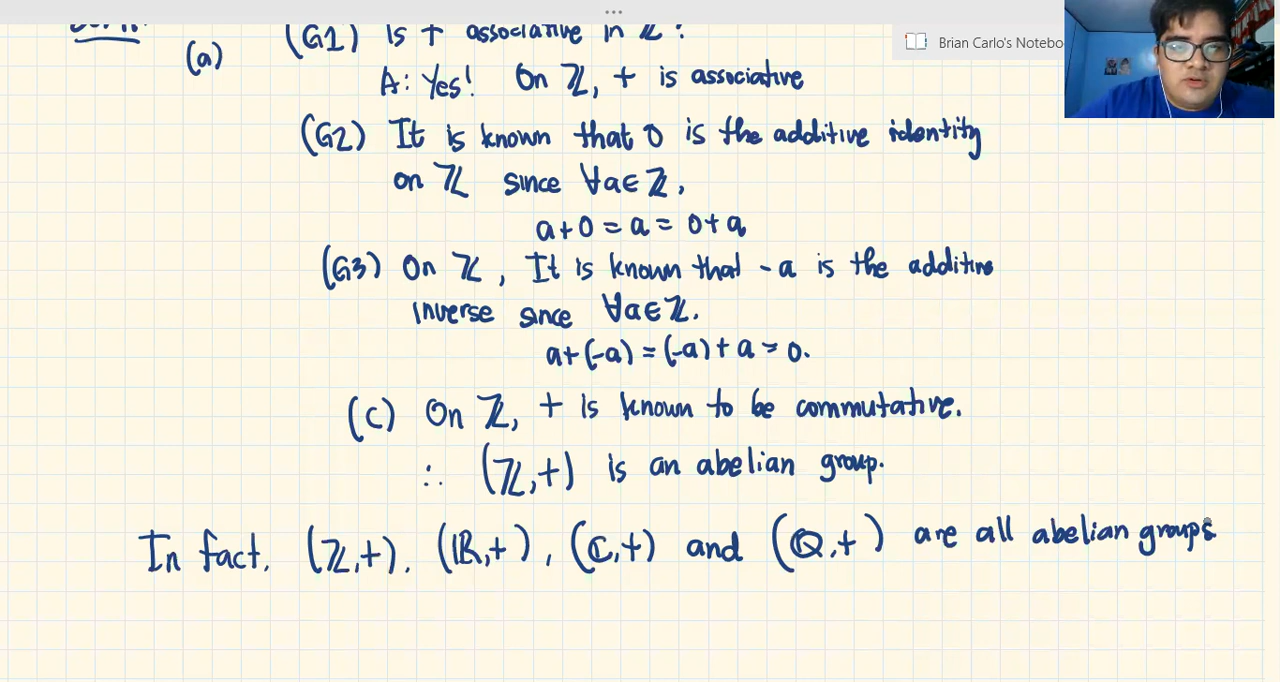 (a) (G1) Is + associative in ℤ?
A: Yes! On ℤ, + is associative
(G2) It is known that 0 is the additive identity
on ℤ since ∀a∈ℤ,
a+0 = a = 0+a
(G3) On ℤ, It is known that -a is the additive
inverse since ∀a∈ℤ.
a+(-a) = (-a)+a = 0.
(C) On ℤ, + is known to be commutative.
∴ (ℤ,+) is an abelian group.
In fact, (ℤ,+), (ℝ,+), (ℂ,+) and (ℚ,+) are all abelian groups
Brian Carlo's Notebo